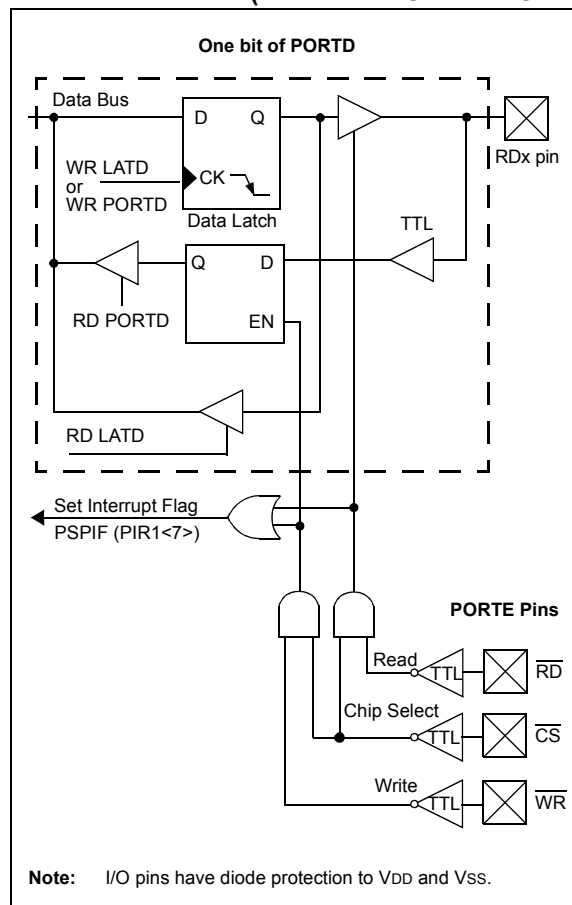 One bit of PORTD
Data Bus
D Q
RDx pin
WR LATD
or
WR PORTD
CK
Data Latch
TTL
Q D
RD PORTD
EN
RD LATD
Set Interrupt Flag
PSPIF (PIR1<7>)
PORTE Pins
Read
TTL
RD
Chip Select
TTL
CS
Write
TTL
WR
Note: I/O pins have diode protection to VDD and VSS.